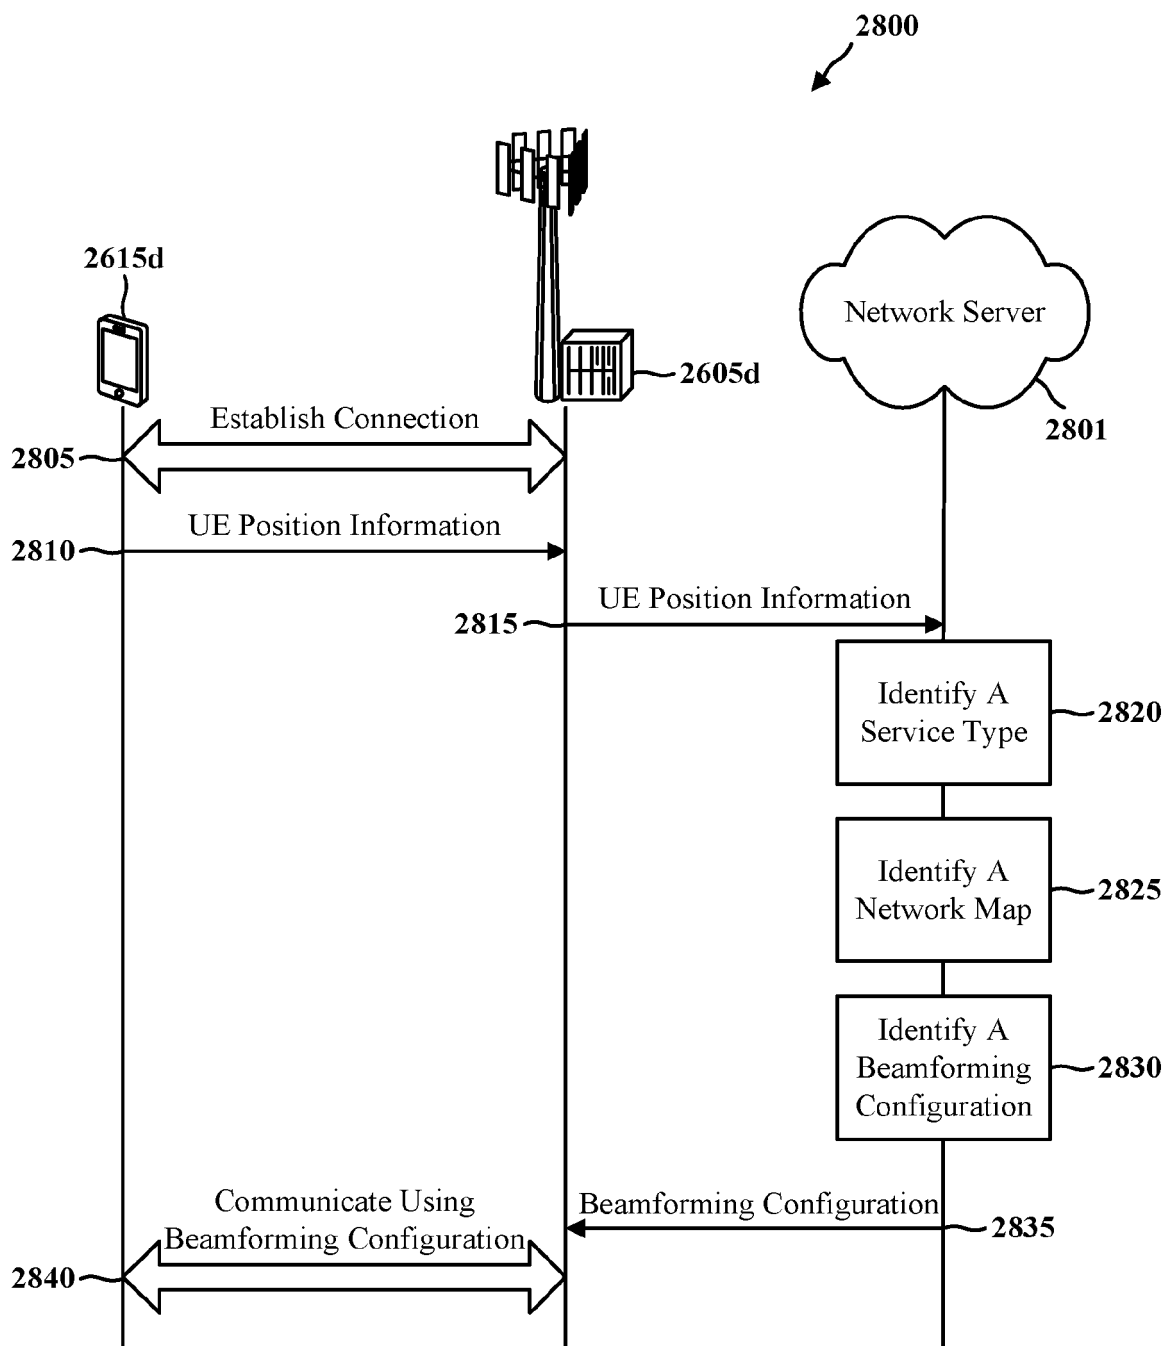 2800
2615d
Network Server
2605d
2801
Establish Connection
2805
UE Position Information
2810
UE Position Information
2815
Identify A
Service Type
2820
Identify A
Network Map
2825
Identify A
Beamforming
Configuration
2830
Communicate Using
Beamforming Configuration
Beamforming Configuration
2835
2840